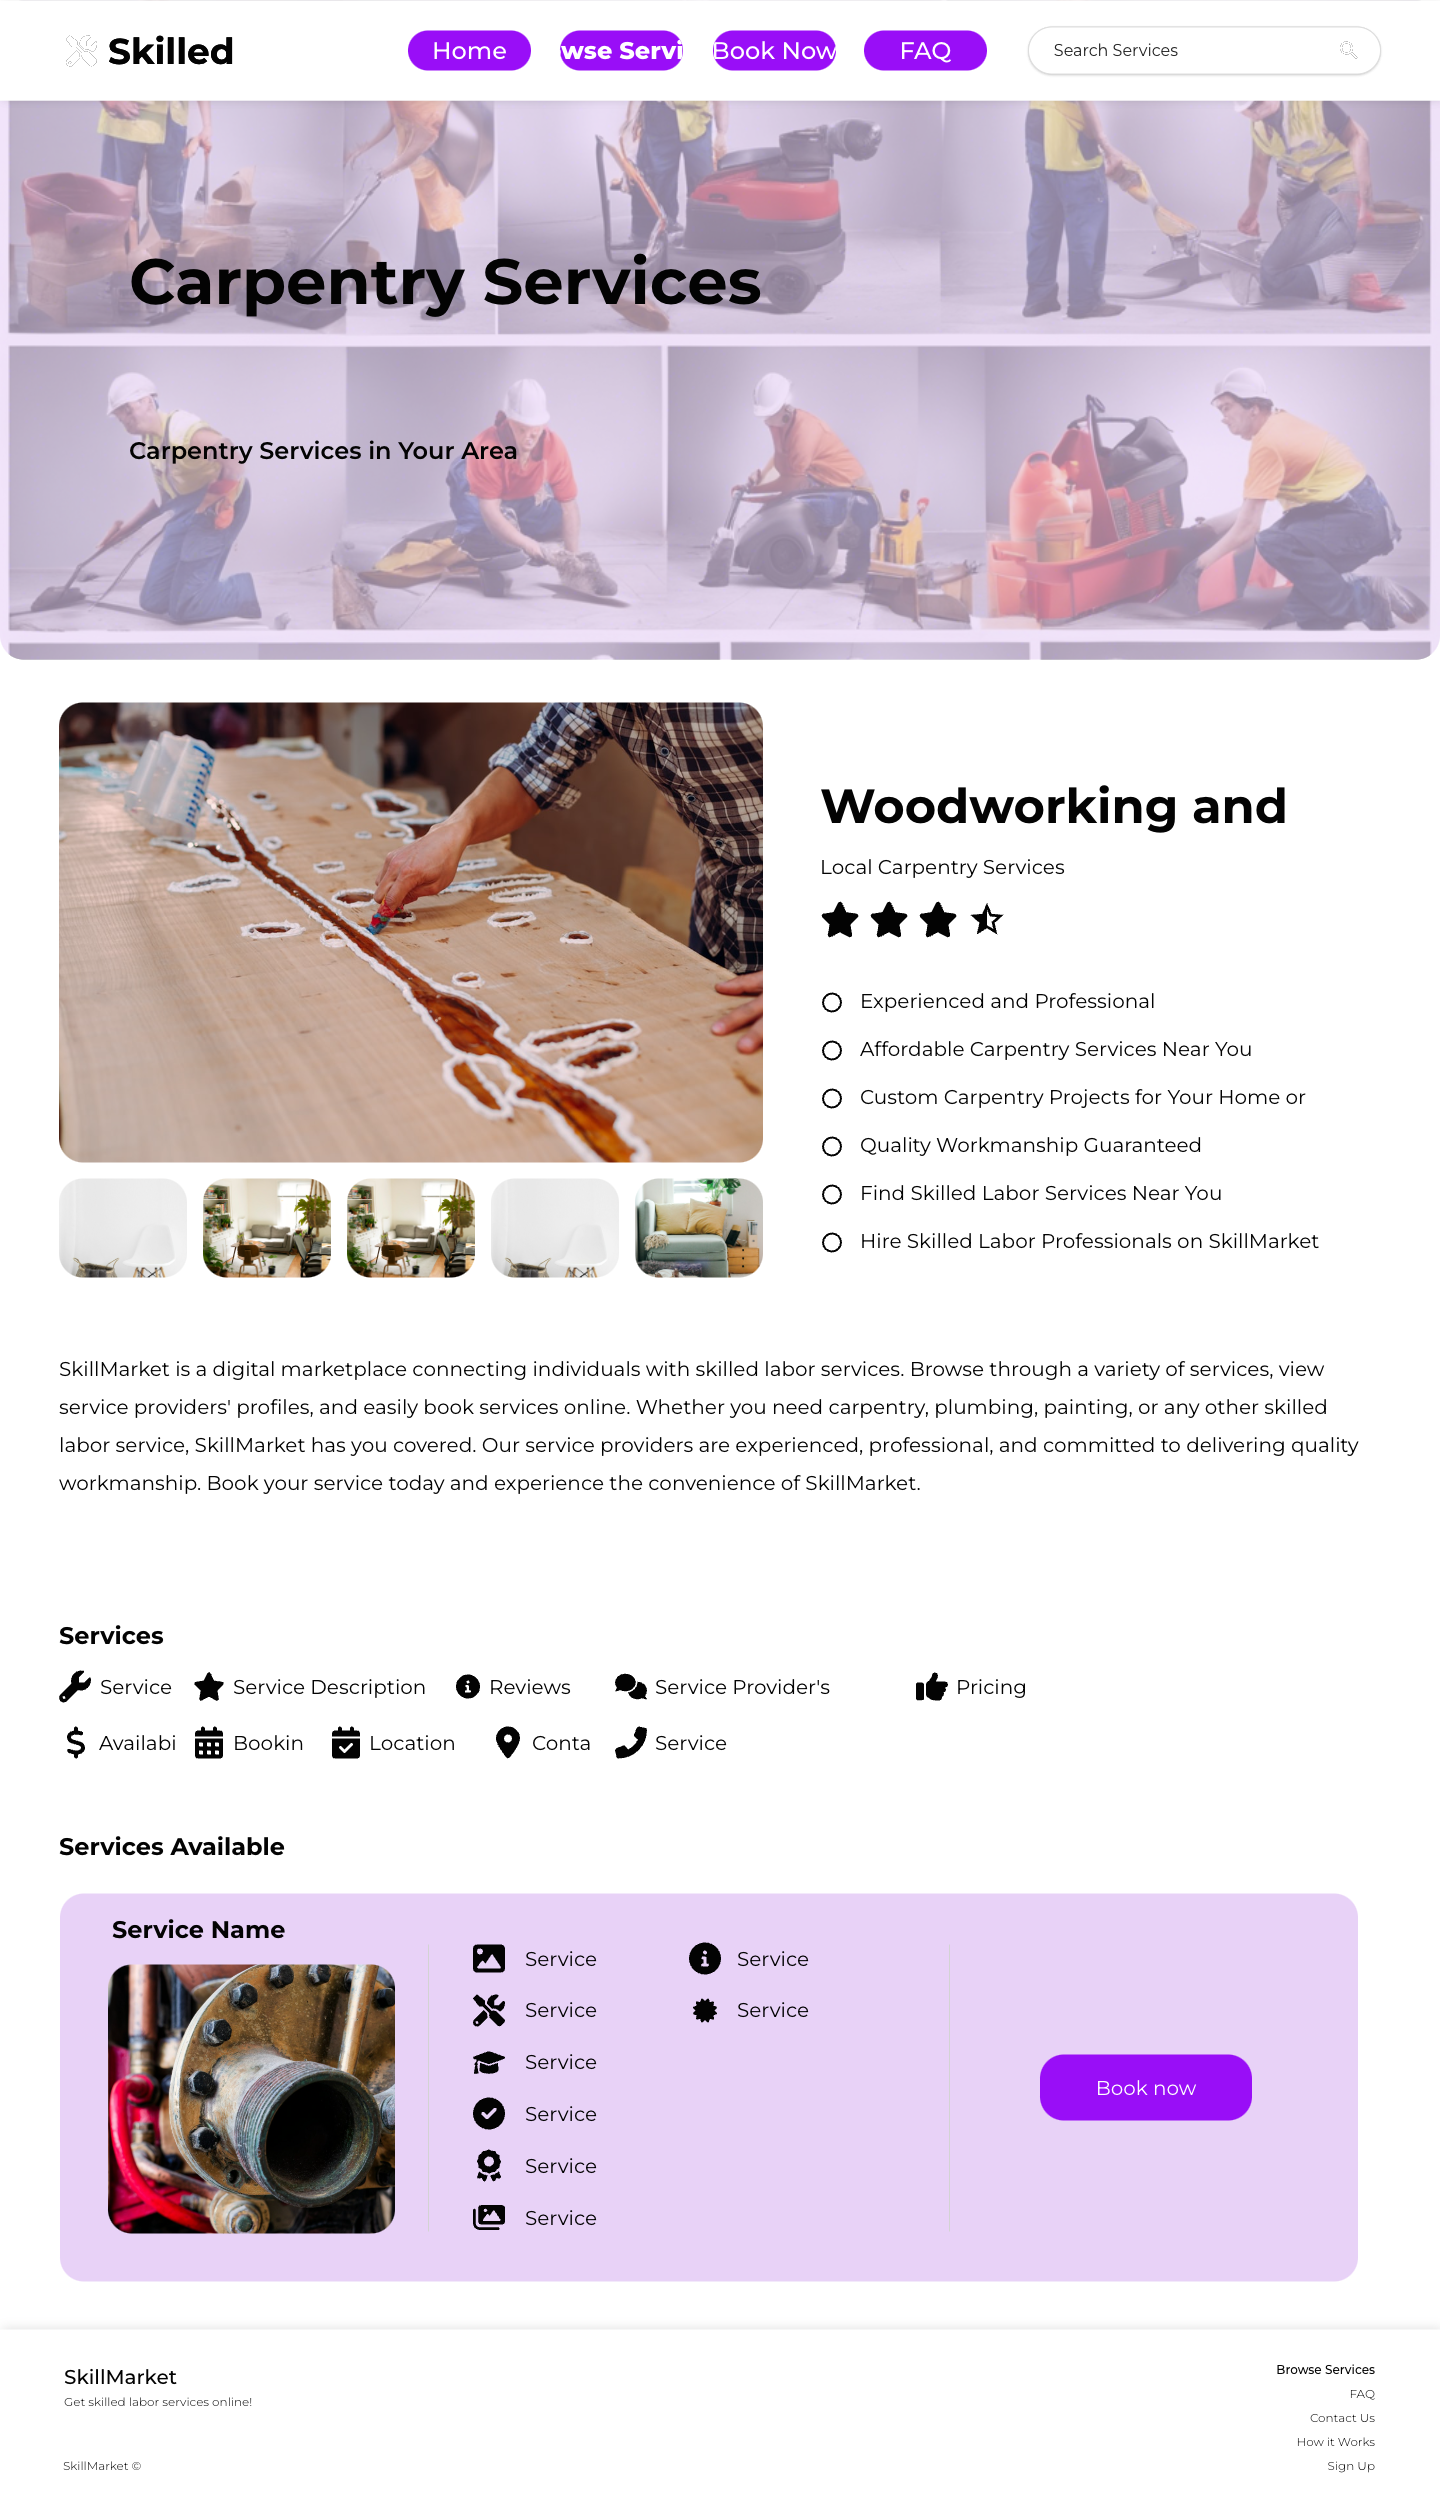 Skilled
Home
wse Servi
Book Now
FAQ
Search Services
Carpentry Services
Carpentry Services in Your Area
Woodworking and
Local Carpentry Services
Experienced and Professional
Affordable Carpentry Services Near You
Custom Carpentry Projects for Your Home or
Quality Workmanship Guaranteed
Find Skilled Labor Services Near You
Hire Skilled Labor Professionals on SkillMarket
SkillMarket is a digital marketplace connecting individuals with skilled labor services. Browse through a variety of services, view
service providers' profiles, and easily book services online. Whether you need carpentry, plumbing, painting, or any other skilled
labor service, SkillMarket has you covered. Our service providers are experienced, professional, and committed to delivering quality
workmanship. Book your service today and experience the convenience of SkillMarket.
Services
Service
Service Description
Reviews
Service Provider's
Pricing
Availabi
Bookin
Location
Conta
Service
Services Available
Service Name
Service
Service
Service
Service
Service
Service
Service
Service
Book now
SkillMarket
Get skilled labor services online!
SkillMarket ©
Browse Services
FAQ
Contact Us
How it Works
Sign Up